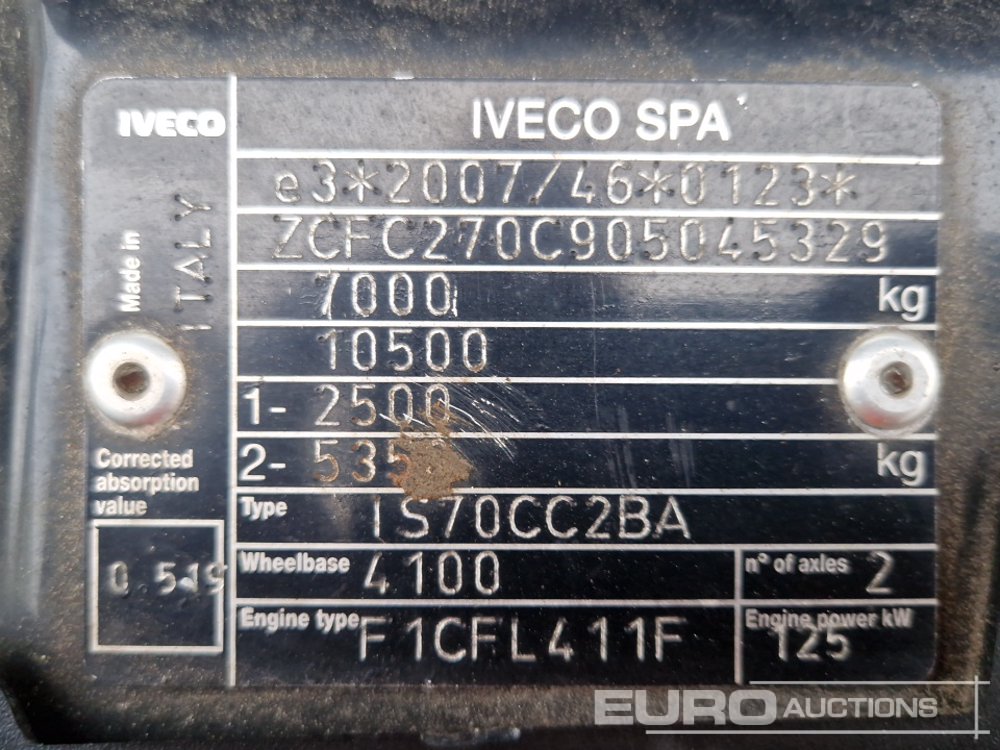 IVECO
IVECO SPA
e3*2007/46*0123*
ZCFC270C905045329
Made in
ITALY
7000 kg
10500
1- 2500
2- 535 kg
Corrected
absorption
value
0.519
Type IS70CC2BA
Wheelbase 4100
n° of axles 2
Engine type F1CFL411F
Engine power kW
125
EURO AUCTIONS